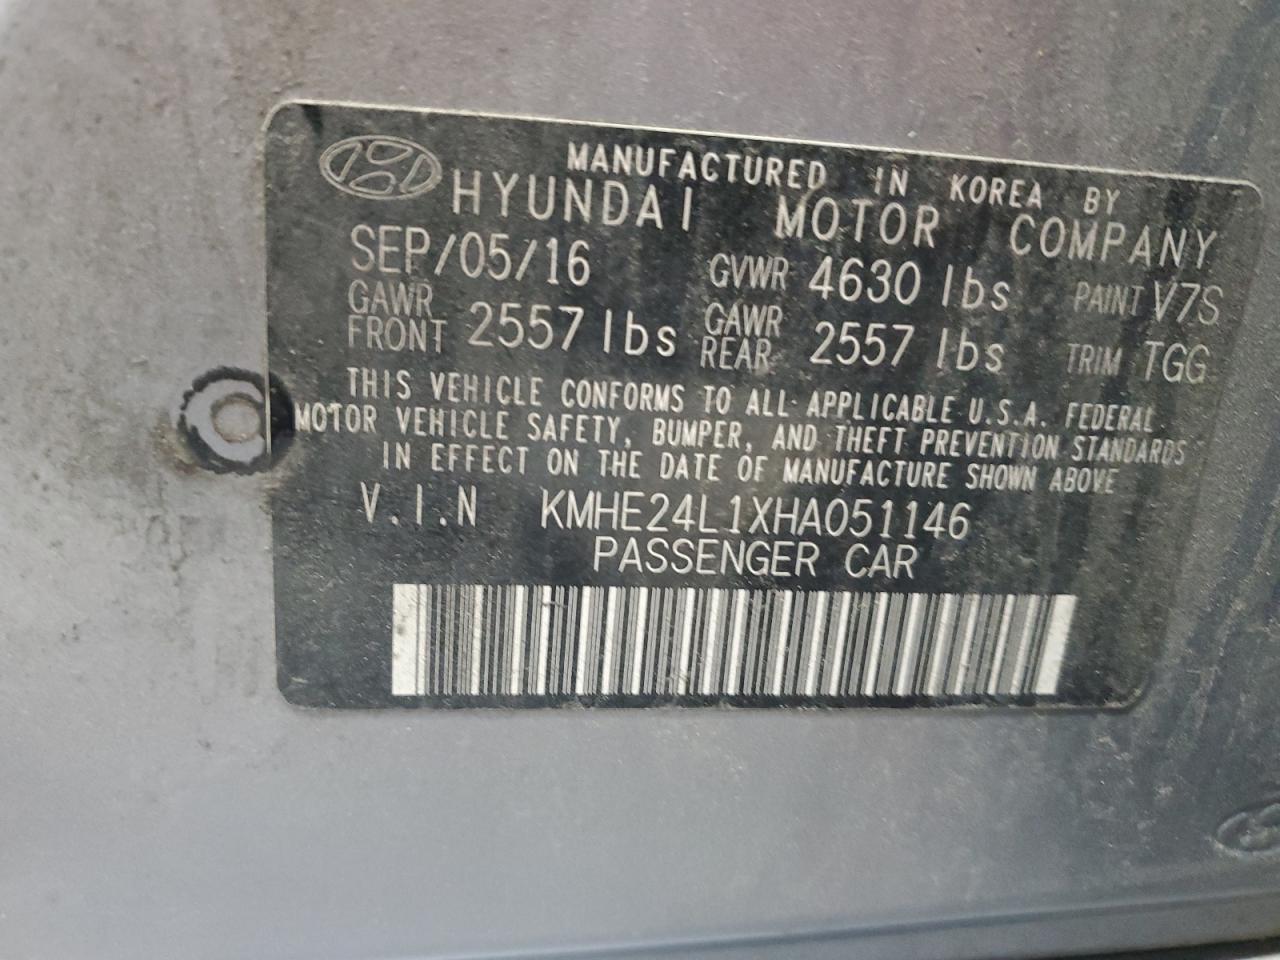 MANUFACTURED IN KOREA BY
HYUNDAI MOTOR COMPANY
SEP/05/16 GVWR 4630 lbs PAINT V7S
GAWR FRONT 2557 lbs GAWR REAR 2557 lbs TRIM TGG
THIS VEHICLE CONFORMS TO ALL APPLICABLE U.S.A. FEDERAL
MOTOR VEHICLE SAFETY, BUMPER, AND THEFT PREVENTION STANDARDS
IN EFFECT ON THE DATE OF MANUFACTURE SHOWN ABOVE
V.I.N KMHE24L1XHA051146
PASSENGER CAR